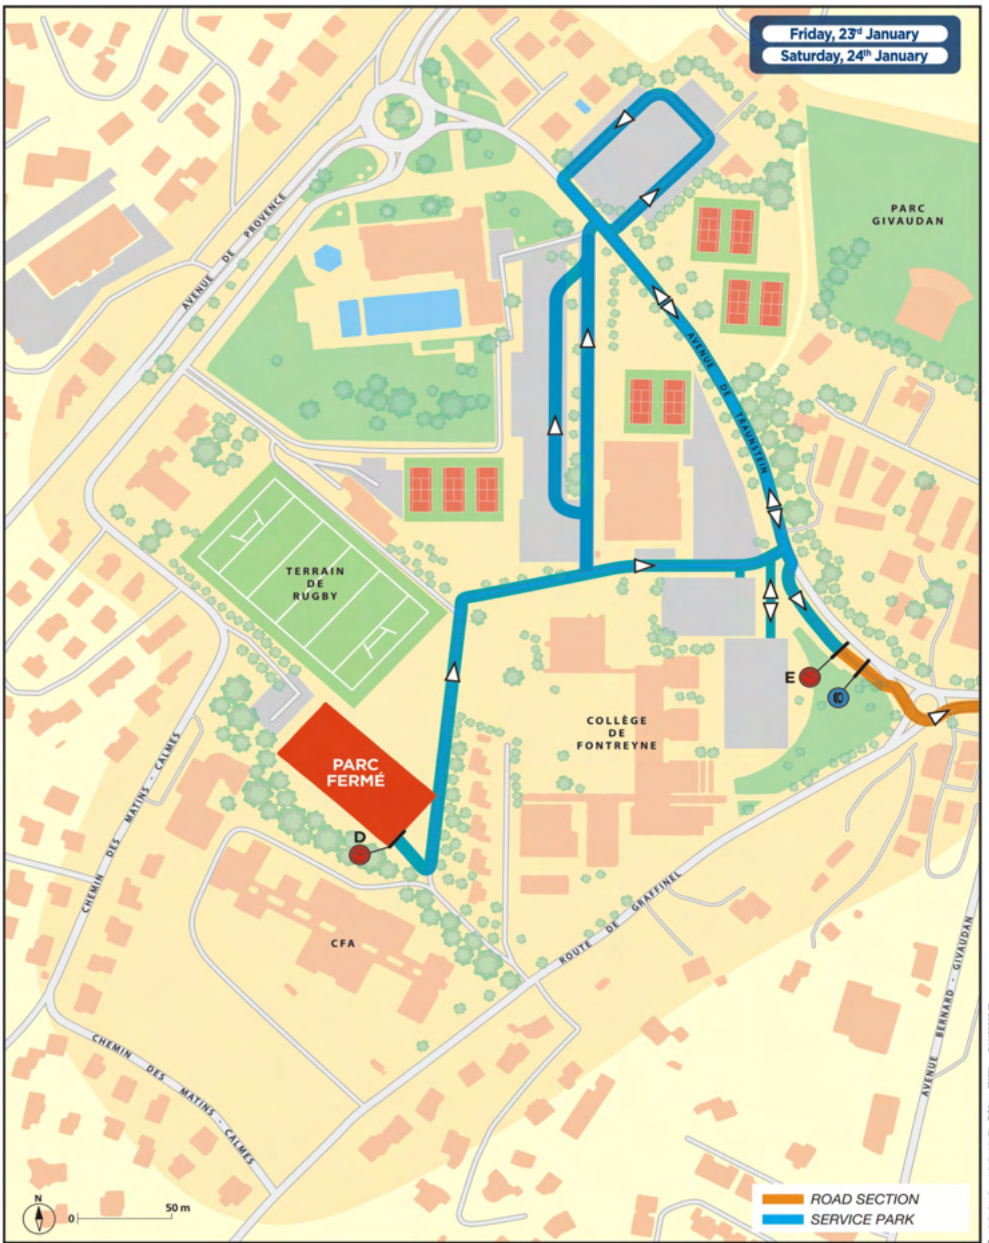 Friday, 23rd January
Saturday, 24th January
PARC
GIVAUDAN
AVENUE DE PROVENCE
AVENUE DE TRAUNSTEIN
TERRAIN
DE
RUGBY
E
COLLÈGE
DE
FONTREYNE
PARC
FERMÉ
D
CHEMIN DES MATINS - CALMES
CFA
ROUTE DE GRAFFINEL
AVENUE BERNARD - GIVAUDAN
CHEMIN DES MATINS - CALMES
N
0 50 m
ROAD SECTION
SERVICE PARK